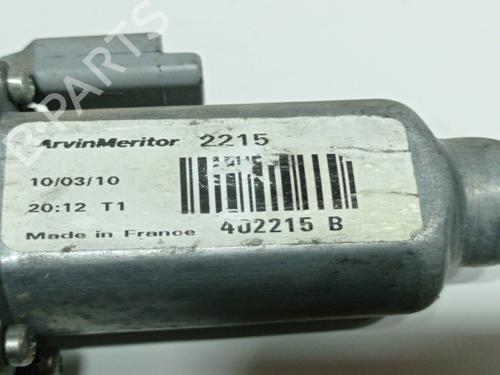 B-PARTS
ArvinMeritor 2215
10/03/10
20:12 T1
Made in France 402215 B